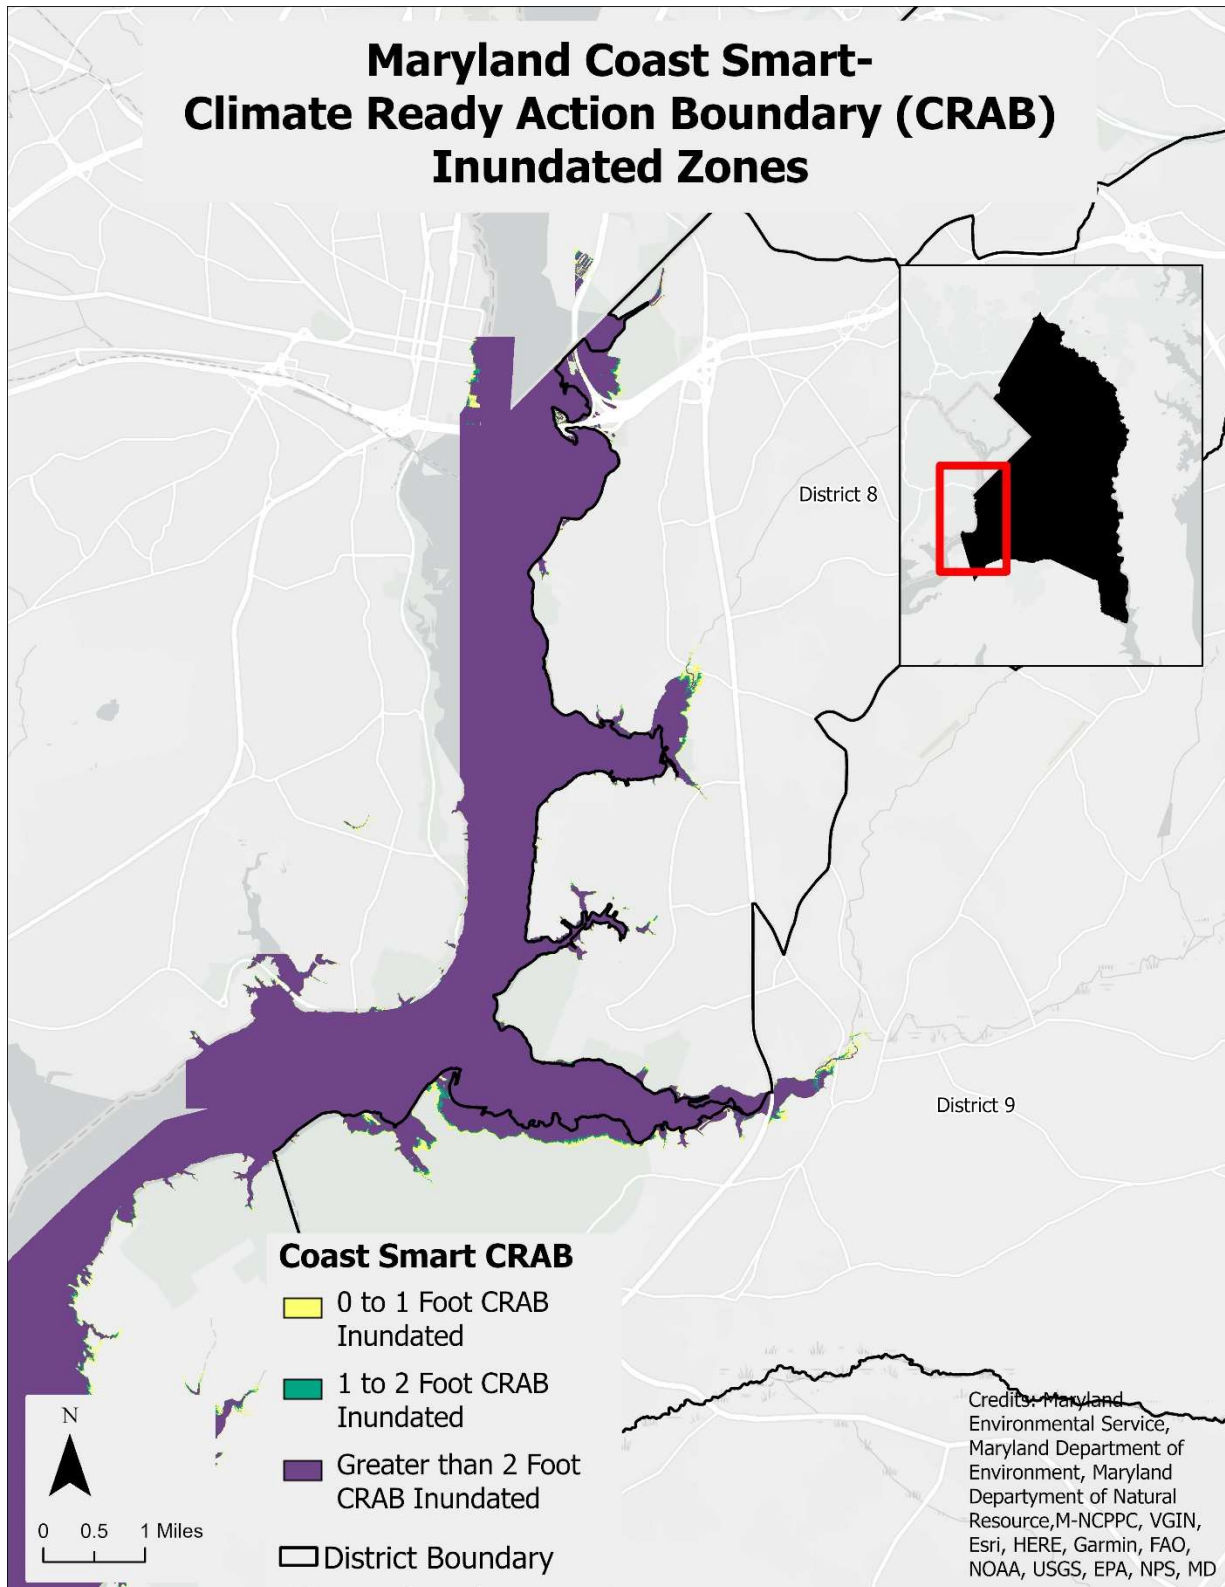 Maryland Coast Smart-
Climate Ready Action Boundary (CRAB)
Inundated Zones
District 8
District 9
Coast Smart CRAB
0 to 1 Foot CRAB
Inundated
1 to 2 Foot CRAB
Inundated
Greater than 2 Foot
CRAB Inundated
District Boundary
N
0 0.5 1 Miles
Credits: Maryland
Environmental Service,
Maryland Department of
Environment, Maryland
Departyment of Natural
Resource,M-NCPPC, VGIN,
Esri, HERE, Garmin, FAO,
NOAA, USGS, EPA, NPS, MD